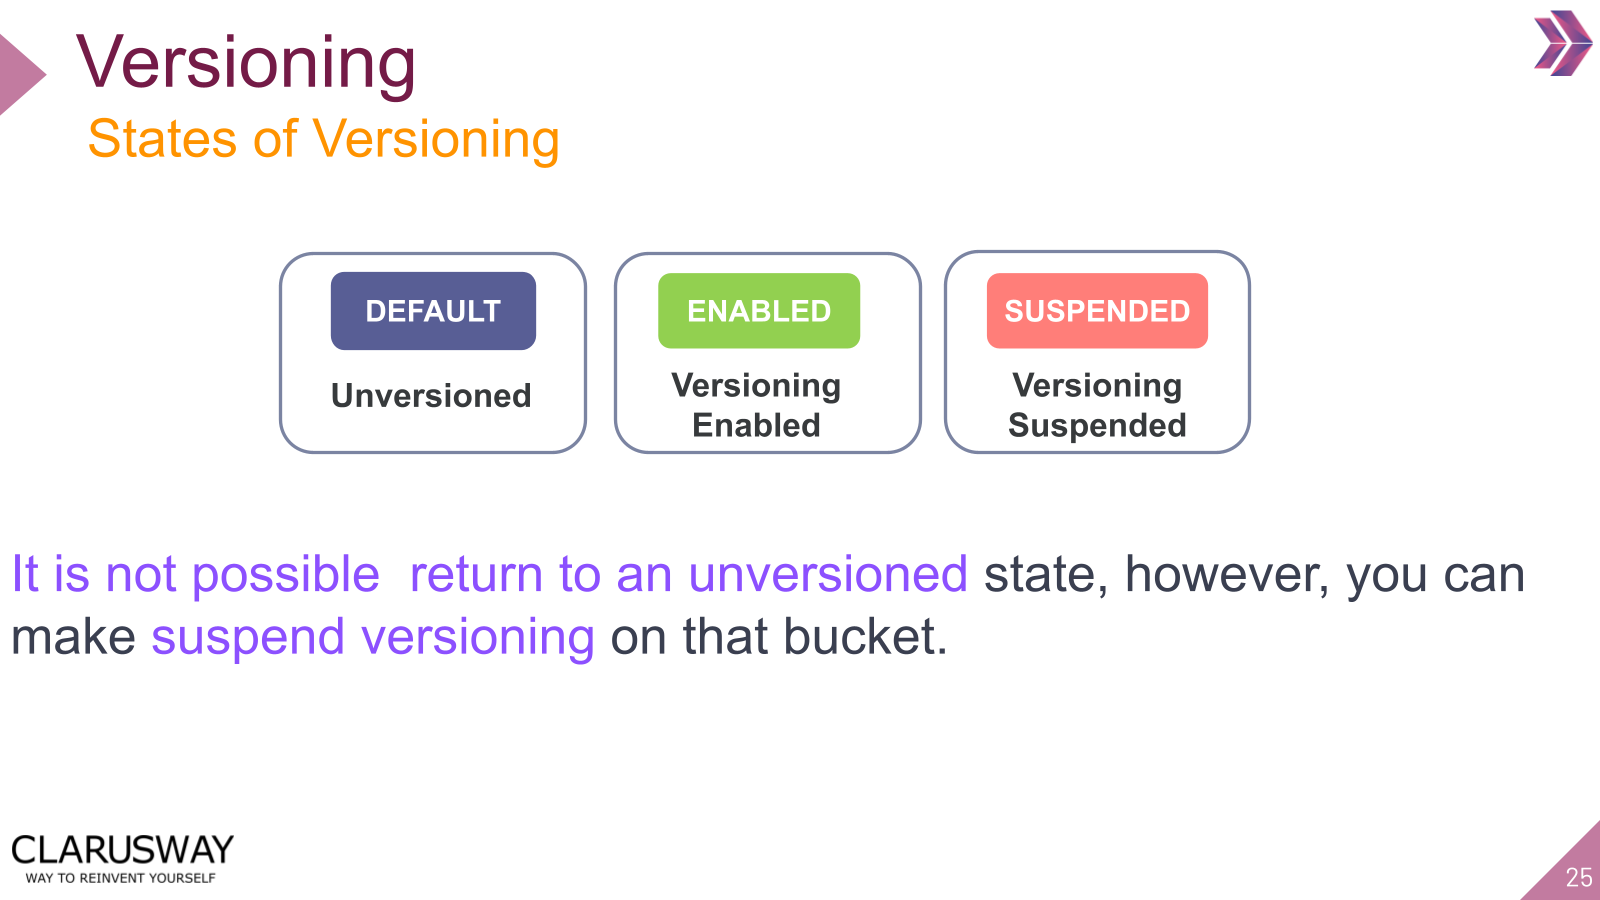 Versioning
States of Versioning
DEFAULT
Unversioned
ENABLED
Versioning
Enabled
SUSPENDED
Versioning
Suspended
It is not possible  return to an unversioned state, however, you can
make suspend versioning on that bucket.
CLARUSWAY
WAY TO REINVENT YOURSELF
25